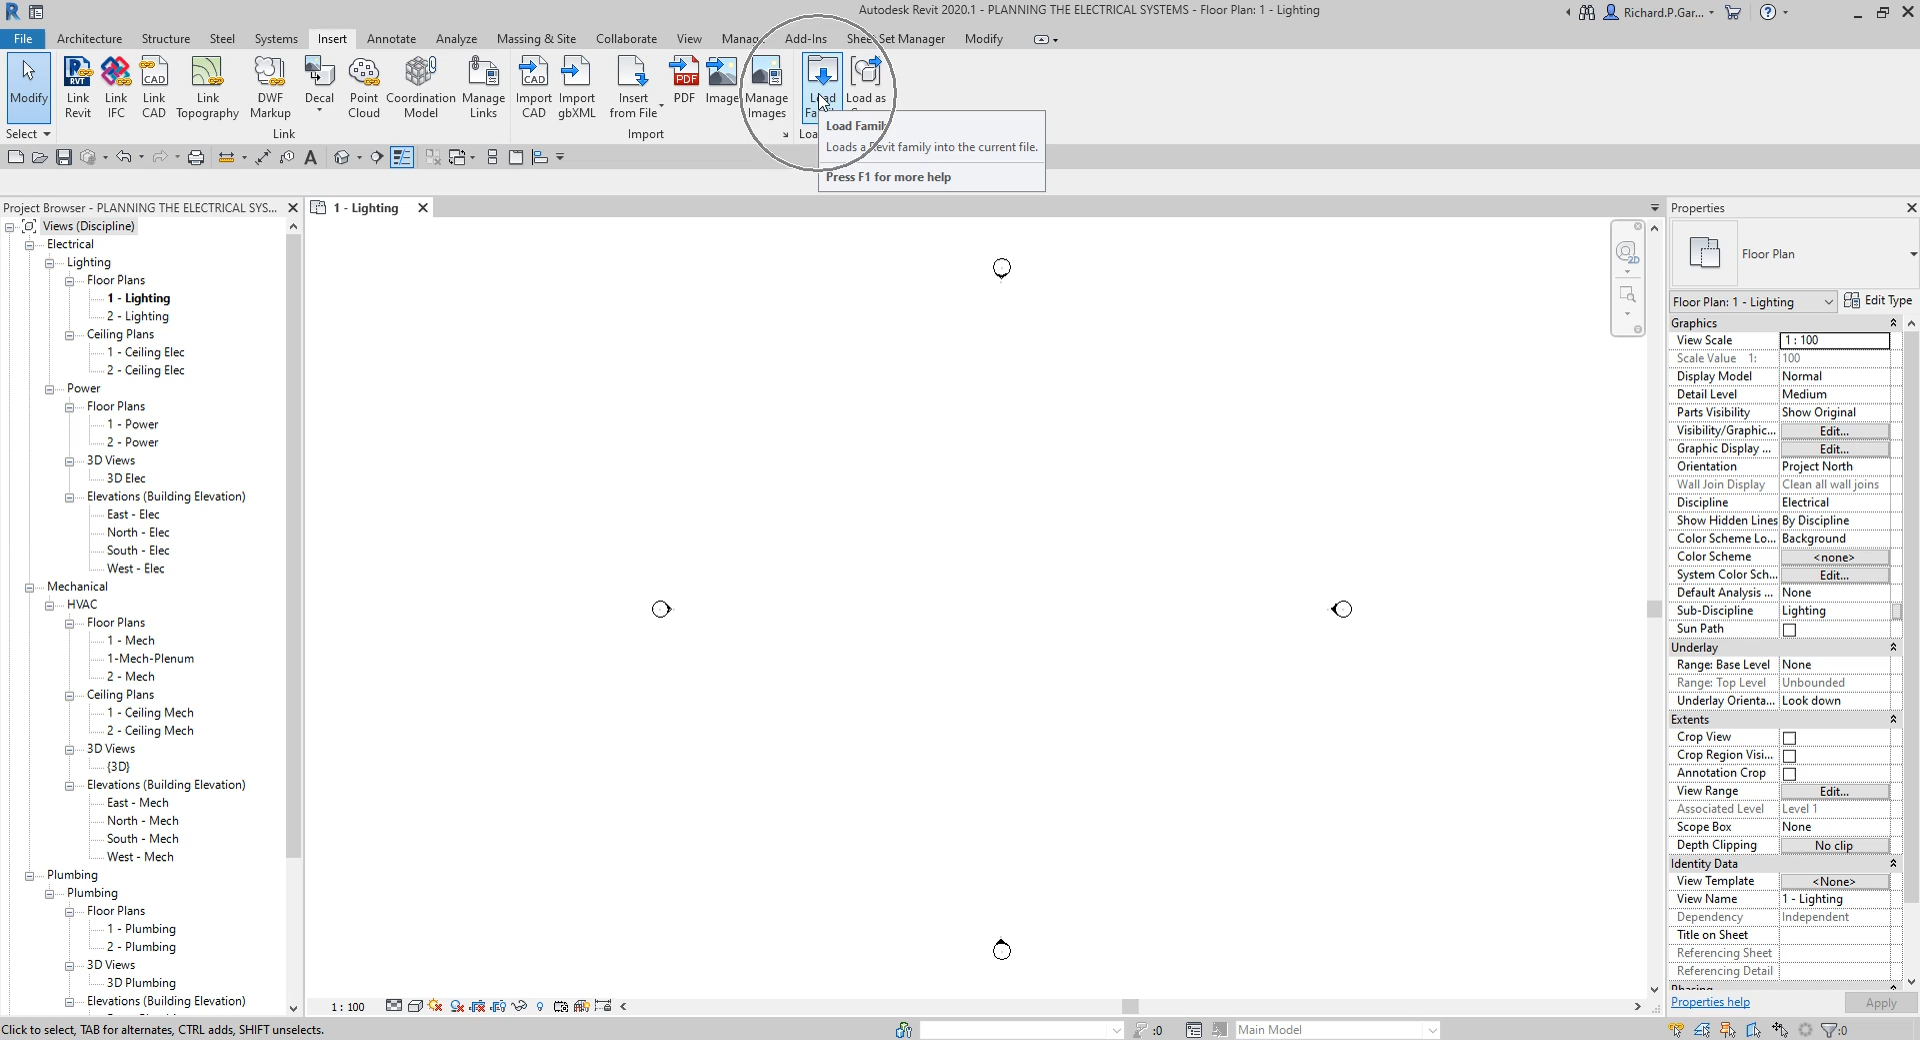 Autodesk Revit 2020.1 - PLANNING THE ELECTRICAL SYSTEMS - Floor Plan: 1 - Lighting
Richard.P.Gar...
File Architecture Structure Steel Systems Insert Annotate Analyze Massing & Site Collaborate View Manag Add-Ins Sheet Set Manager Modify
Modify
Link Revit
Link IFC
Link CAD
Link Topography
DWF Markup
Decal
Point Cloud
Coordination Model
Manage Links
Import CAD
Import gbXML
Insert from File
PDF
Image
Manage Images
Load as
Select Link Import
Load Famil
Loads a Revit family into the current file.
Press F1 for more help
Project Browser - PLANNING THE ELECTRICAL SYS...
1 - Lighting
Views (Discipline)
Electrical
Lighting
Floor Plans
1 - Lighting
2 - Lighting
Ceiling Plans
1 - Ceiling Elec
2 - Ceiling Elec
Power
Floor Plans
1 - Power
2 - Power
3D Views
3D Elec
Elevations (Building Elevation)
East - Elec
North - Elec
South - Elec
West - Elec
Mechanical
HVAC
Floor Plans
1 - Mech
1-Mech-Plenum
2 - Mech
Ceiling Plans
1 - Ceiling Mech
2 - Ceiling Mech
3D Views
{3D}
Elevations (Building Elevation)
East - Mech
North - Mech
South - Mech
West - Mech
Plumbing
Plumbing
Floor Plans
1 - Plumbing
2 - Plumbing
3D Views
3D Plumbing
Elevations (Building Elevation)
2D
Properties
Floor Plan
Floor Plan: 1 - Lighting Edit Type
Graphics
View Scale 1 : 100
Scale Value 1: 100
Display Model Normal
Detail Level Medium
Parts Visibility Show Original
Visibility/Graphic... Edit...
Graphic Display ... Edit...
Orientation Project North
Wall Join Display Clean all wall joins
Discipline Electrical
Show Hidden Lines By Discipline
Color Scheme Lo... Background
Color Scheme <none>
System Color Sch... Edit...
Default Analysis ... None
Sub-Discipline Lighting
Sun Path
Underlay
Range: Base Level None
Range: Top Level Unbounded
Underlay Orienta... Look down
Extents
Crop View
Crop Region Visi...
Annotation Crop
View Range Edit...
Associated Level Level 1
Scope Box None
Depth Clipping No clip
Identity Data
View Template <None>
View Name 1 - Lighting
Dependency Independent
Title on Sheet
Referencing Sheet
Referencing Detail
Phasing
Properties help Apply
1 : 100
Click to select, TAB for alternates, CTRL adds, SHIFT unselects.
:0 Main Model :0